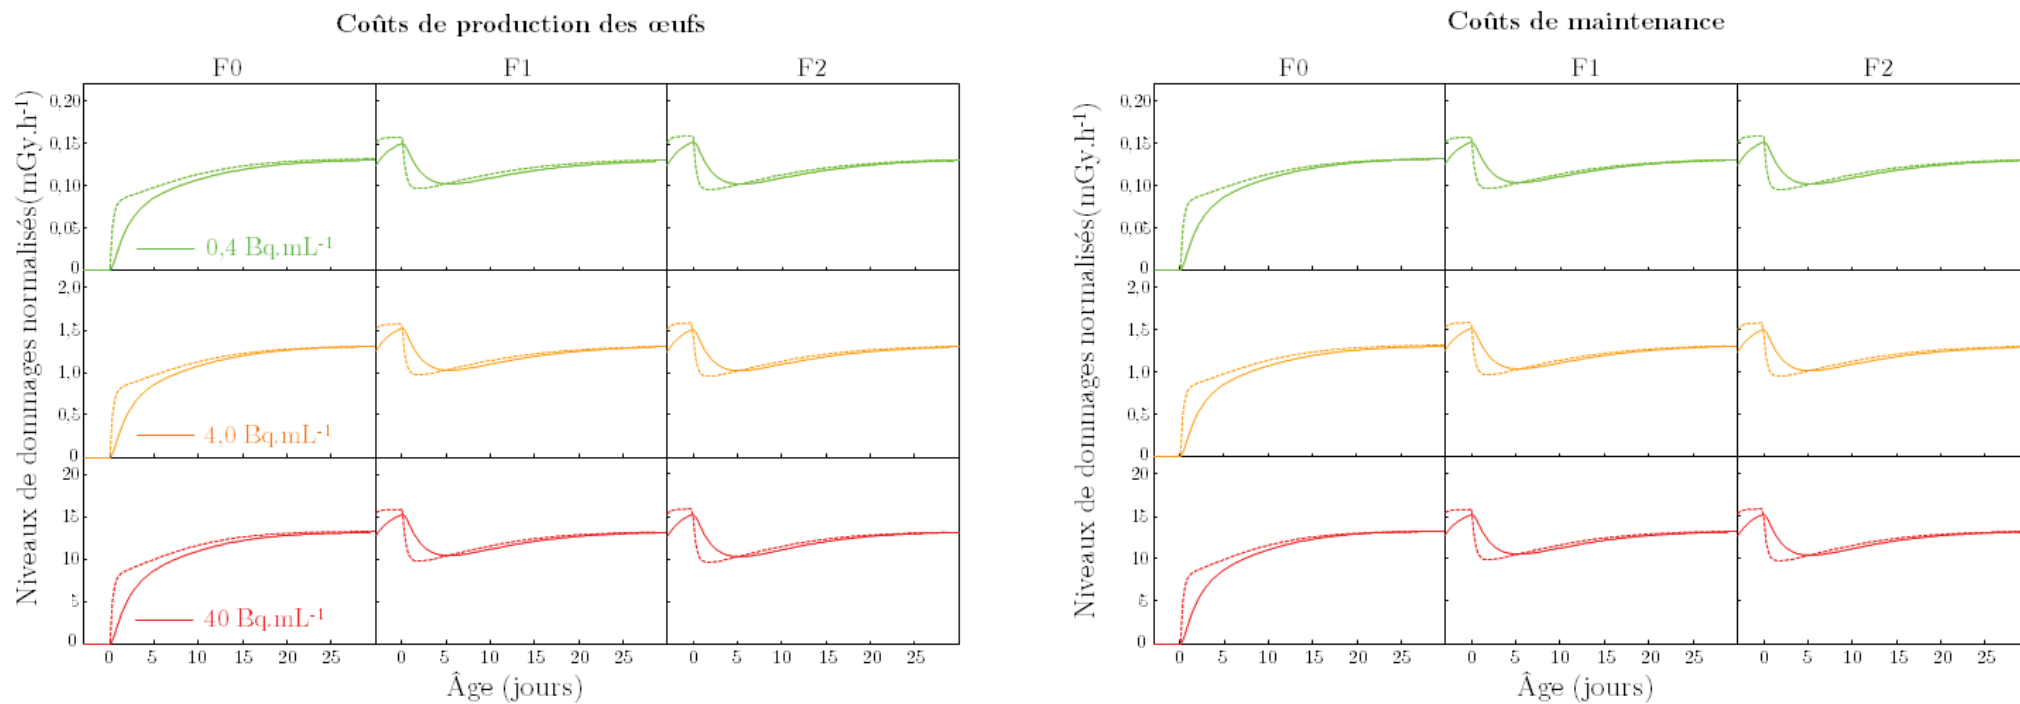 Coûts de production des œufs
F0 F1 F2
Niveaux de dommages normalisés(mGy.h-1)
0,20
0,15
0,10
0,05
0
0,4 Bq.mL-1
2,0
1,5
1,0
0,5
0
4,0 Bq.mL-1
20
15
10
5
0
40 Bq.mL-1
0 5 10 15 20 25 0 5 10 15 20 25 0 5 10 15 20 25
Âge (jours)
Coûts de maintenance
F0 F1 F2
Niveaux de dommages normalisés(mGy.h-1)
0,20
0,15
0,10
0,05
0
2,0
1,5
1,0
0,5
0
20
15
10
5
0
0 5 10 15 20 25 0 5 10 15 20 25 0 5 10 15 20 25
Âge (jours)